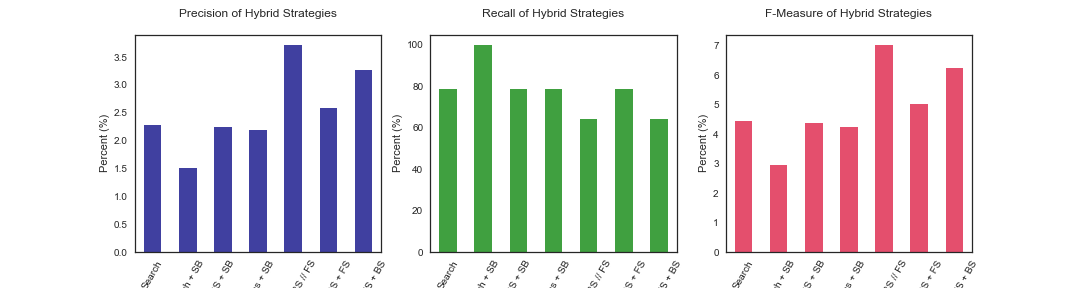 Precision of Hybrid Strategies
Percent (%)
3.5
3.0
2.5
2.0
1.5
1.0
0.5
0.0
Search
+ SB
+ SB
+ SB
// FS
+ FS
+ BS
Recall of Hybrid Strategies
Percent (%)
100
80
60
40
20
0
Search
+ SB
+ SB
+ SB
// FS
+ FS
+ BS
F-Measure of Hybrid Strategies
Percent (%)
7
6
5
4
3
2
1
0
Search
+ SB
+ SB
+ SB
// FS
+ FS
+ BS